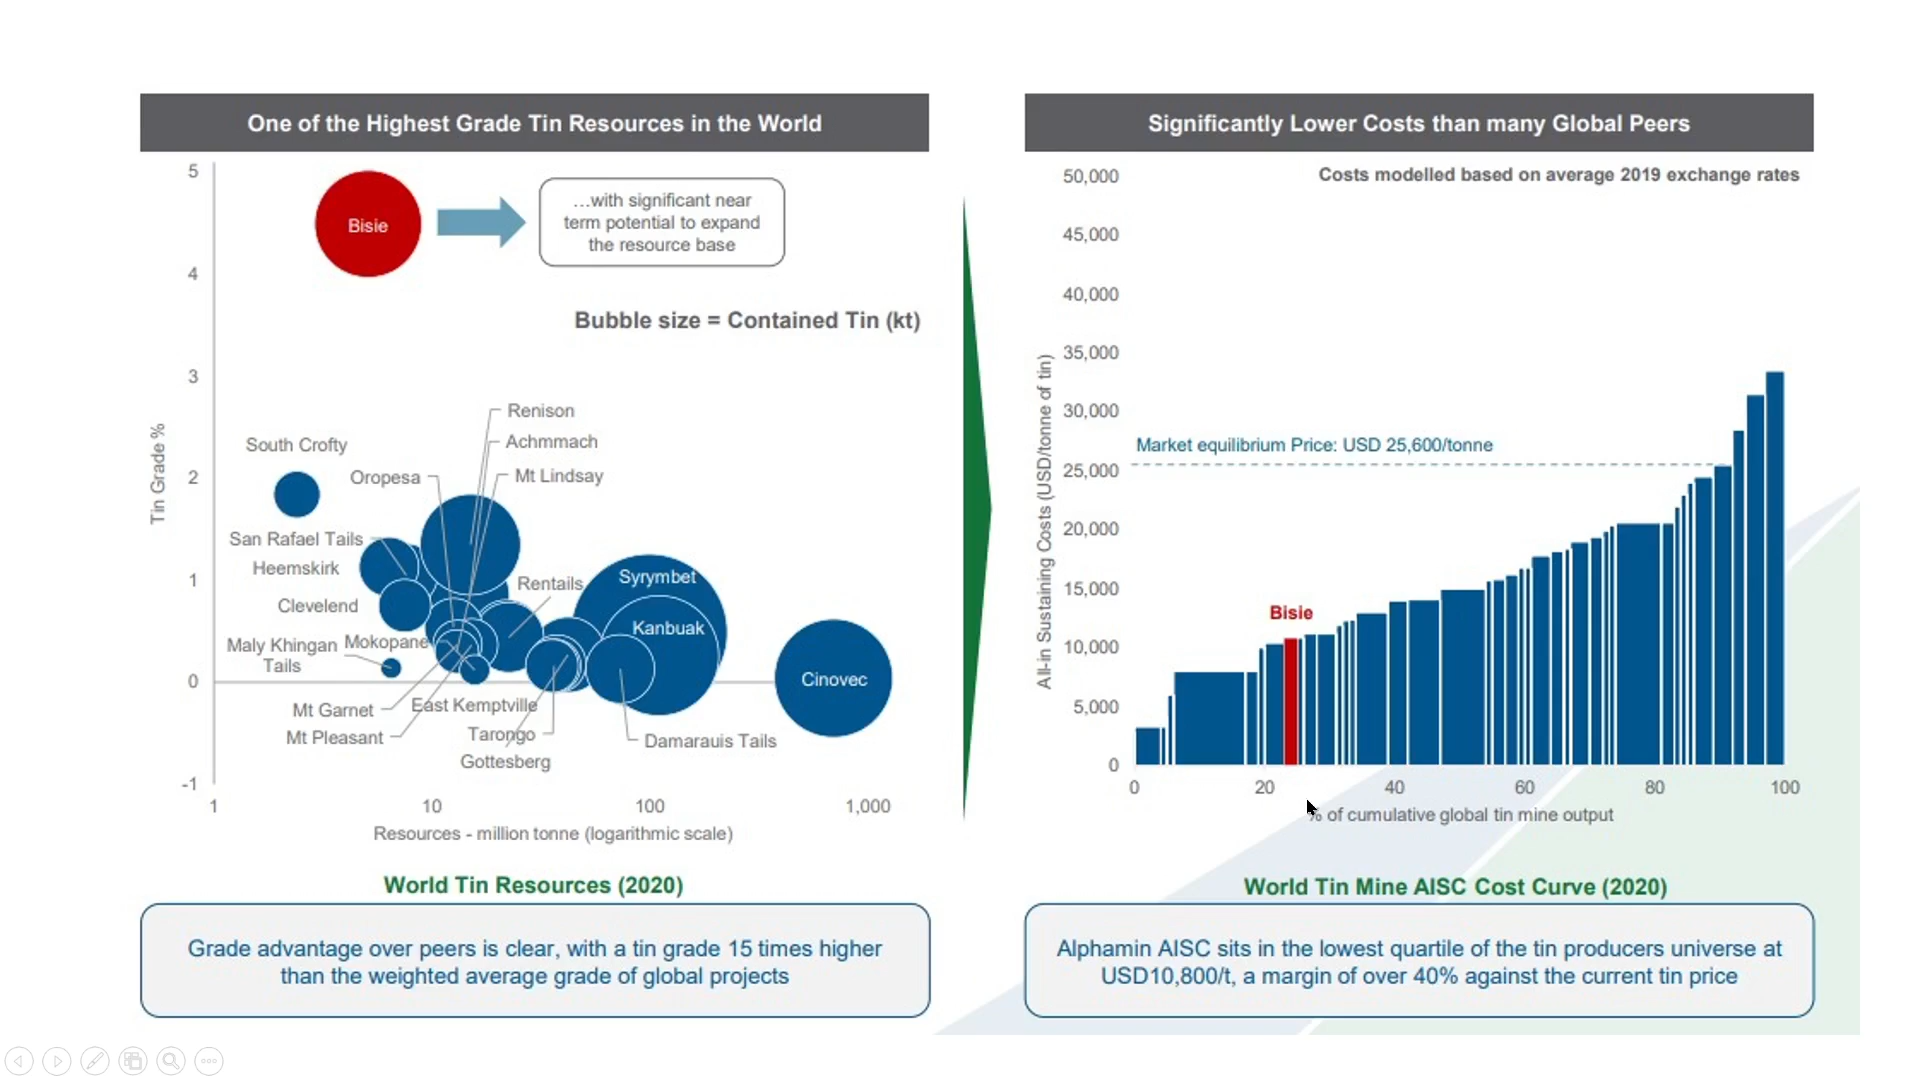 One of the Highest Grade Tin Resources in the World
5
4
3
2
1
0
-1
Tin Grade %
Bisie
…with significant near
term potential to expand
the resource base
Bubble size = Contained Tin (kt)
Renison
Achmmach
Mt Lindsay
South Crofty
Oropesa
San Rafael Tails
Heemskirk
Clevelend
Maly Khingan
Tails
Mokopane
Rentails
Syrymbet
Kanbuak
Cinovec
Mt Garnet
East Kemptville
Mt Pleasant
Tarongo
Gottesberg
Damarauis Tails
1
10
100
1,000
Resources - million tonne (logarithmic scale)
World Tin Resources (2020)
Grade advantage over peers is clear, with a tin grade 15 times higher
than the weighted average grade of global projects
Significantly Lower Costs than many Global Peers
Costs modelled based on average 2019 exchange rates
50,000
45,000
40,000
35,000
30,000
25,000
20,000
15,000
10,000
5,000
0
All-in Sustaining Costs (USD/tonne of tin)
Market equilibrium Price: USD 25,600/tonne
Bisie
0
20
40
60
80
100
% of cumulative global tin mine output
World Tin Mine AISC Cost Curve (2020)
Alphamin AISC sits in the lowest quartile of the tin producers universe at
USD10,800/t, a margin of over 40% against the current tin price